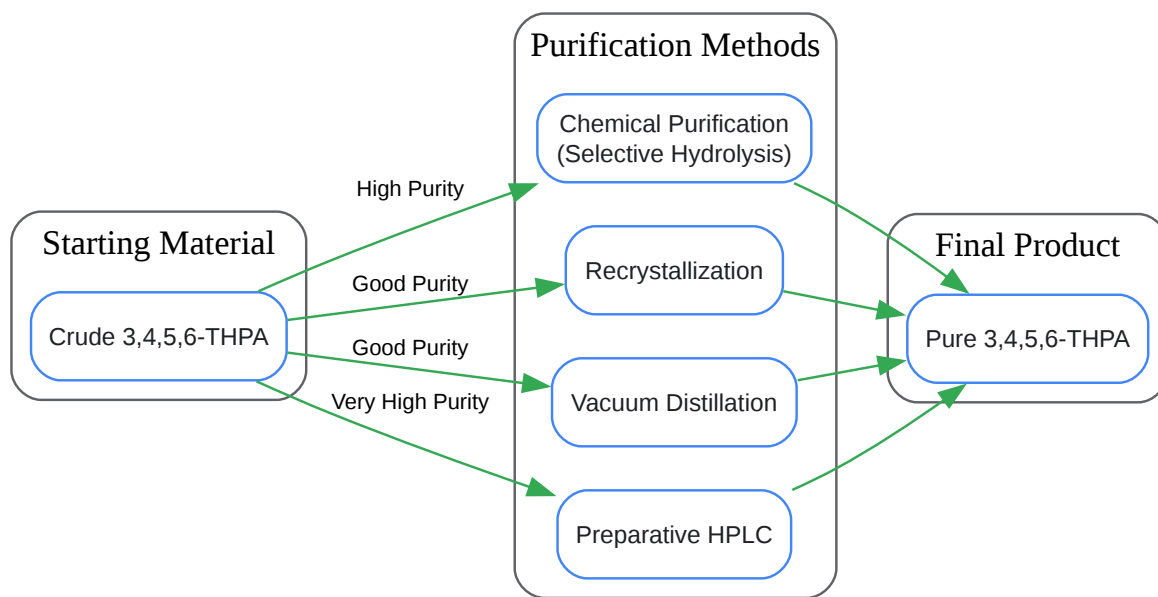 Purification Methods
Chemical Purification
(Selective Hydrolysis)
High Purity
Starting Material
Final Product
Recrystallization
Good Purity
Crude 3,4,5,6-THPA
Pure 3,4,5,6-THPA
Good Purity
Vacuum Distillation
Very High Purity
Preparative HPLC